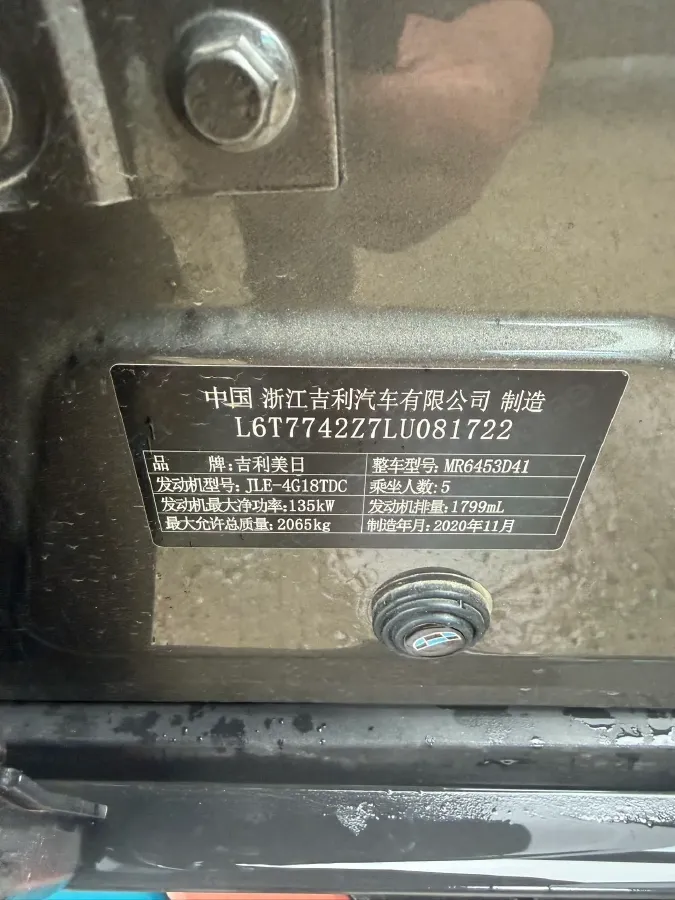 中国 浙江吉利汽车有限公司 制造
L6T7742Z7LU081722
品 牌:吉利美日 整车型号:MR6453D41
发动机型号:JLE-4G18TDC 乘坐人数:5
发动机最大净功率:135kW 发动机排量:1799mL
最大允许总质量:2065kg 制造年月:2020年11月